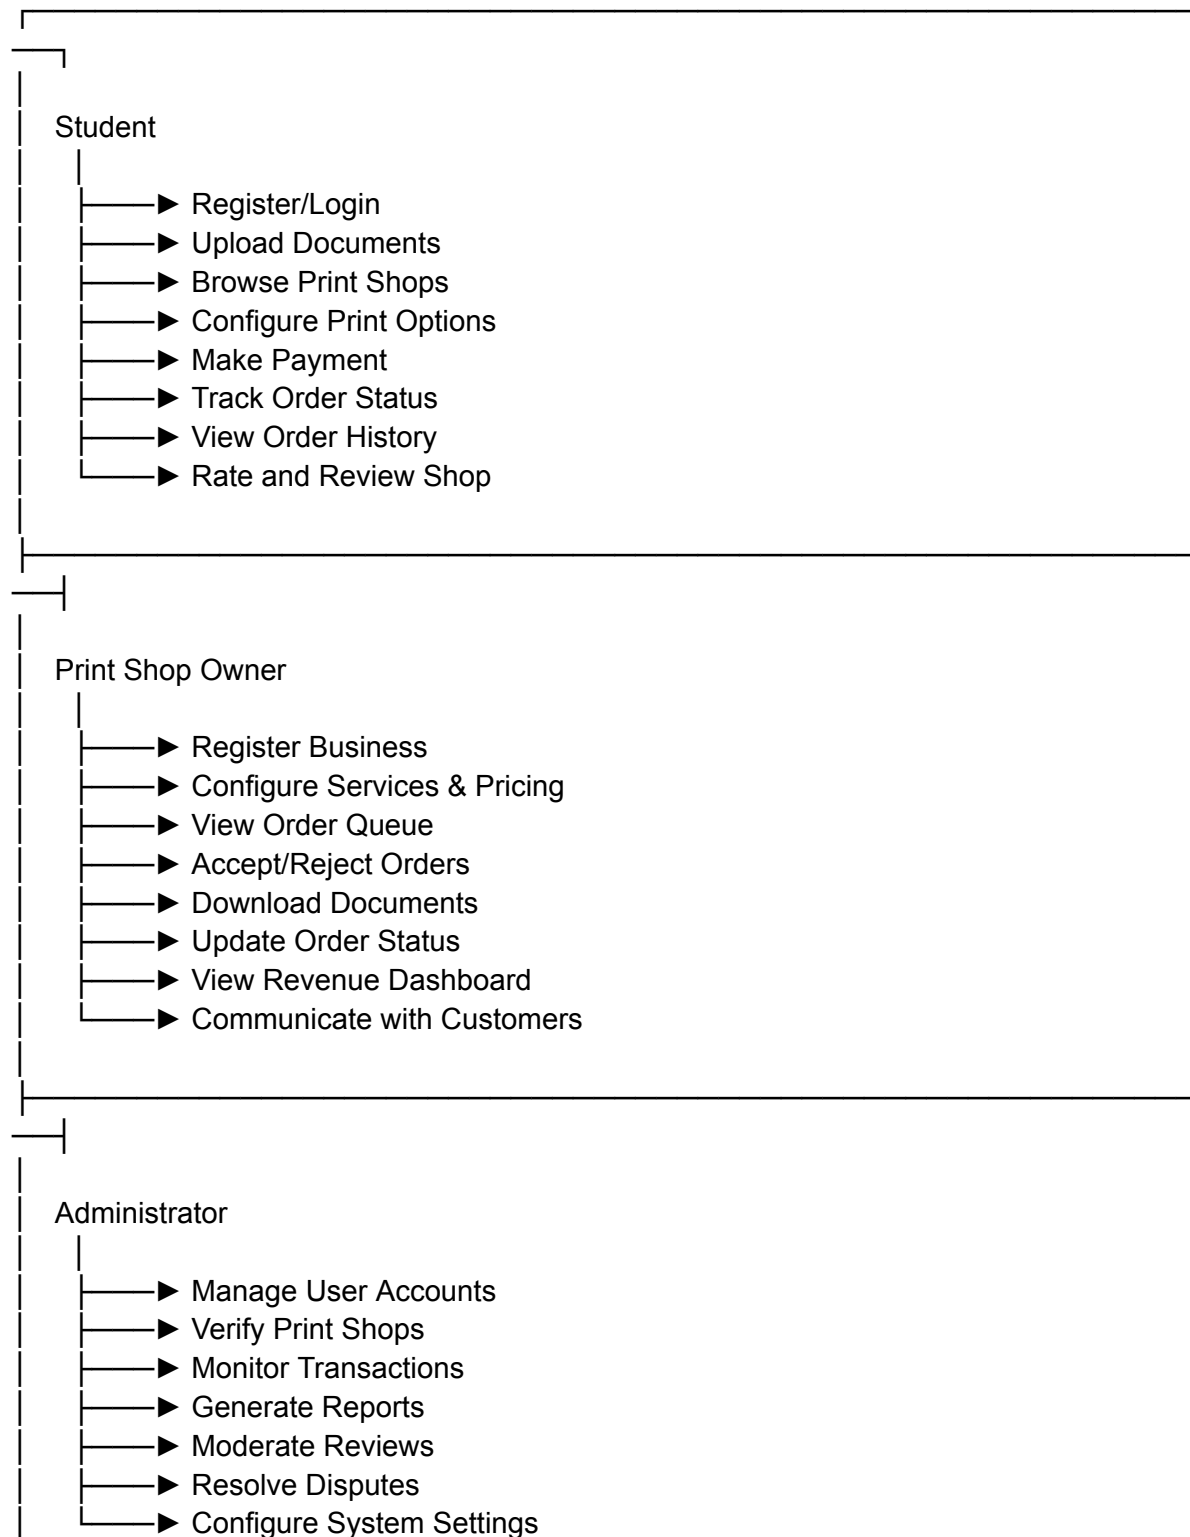 Student
Register/Login
Upload Documents
Browse Print Shops
Configure Print Options
Make Payment
Track Order Status
View Order History
Rate and Review Shop
Print Shop Owner
Register Business
Configure Services & Pricing
View Order Queue
Accept/Reject Orders
Download Documents
Update Order Status
View Revenue Dashboard
Communicate with Customers
Administrator
Manage User Accounts
Verify Print Shops
Monitor Transactions
Generate Reports
Moderate Reviews
Resolve Disputes
Configure System Settings